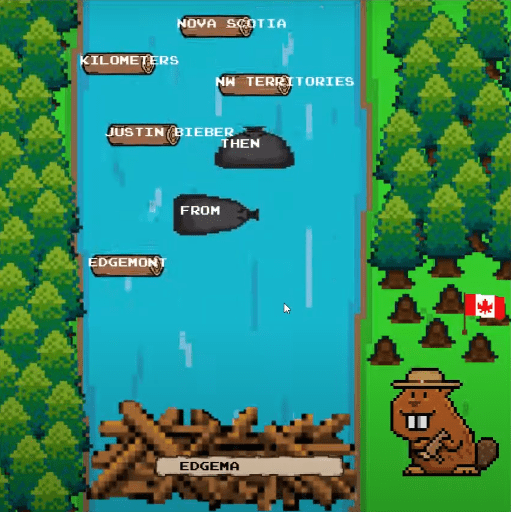 NOVA SCOTIA
KILOMETERS
NW TERRITORIES
JUSTIN BIEBER
THEN
FROM
EDGEMONT
EDGEMA